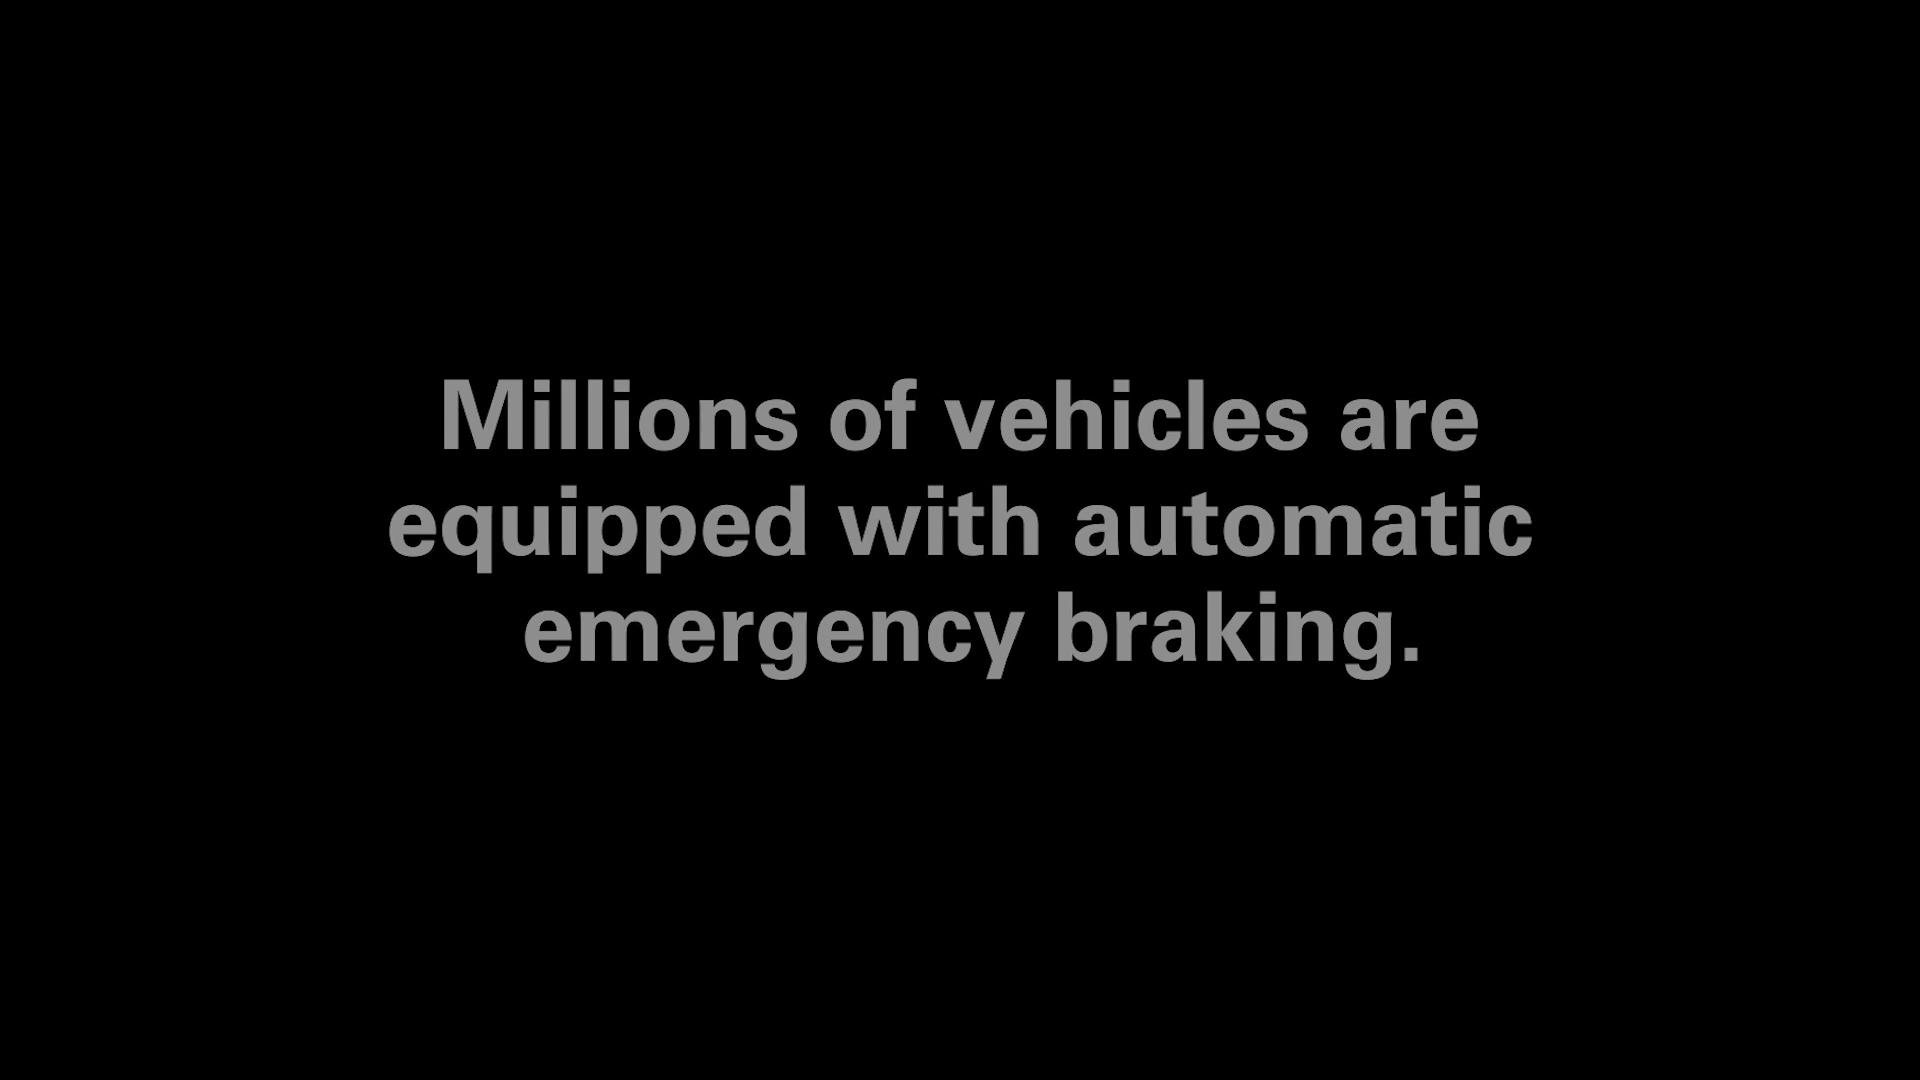 Millions of vehicles are
equipped with automatic
emergency braking.